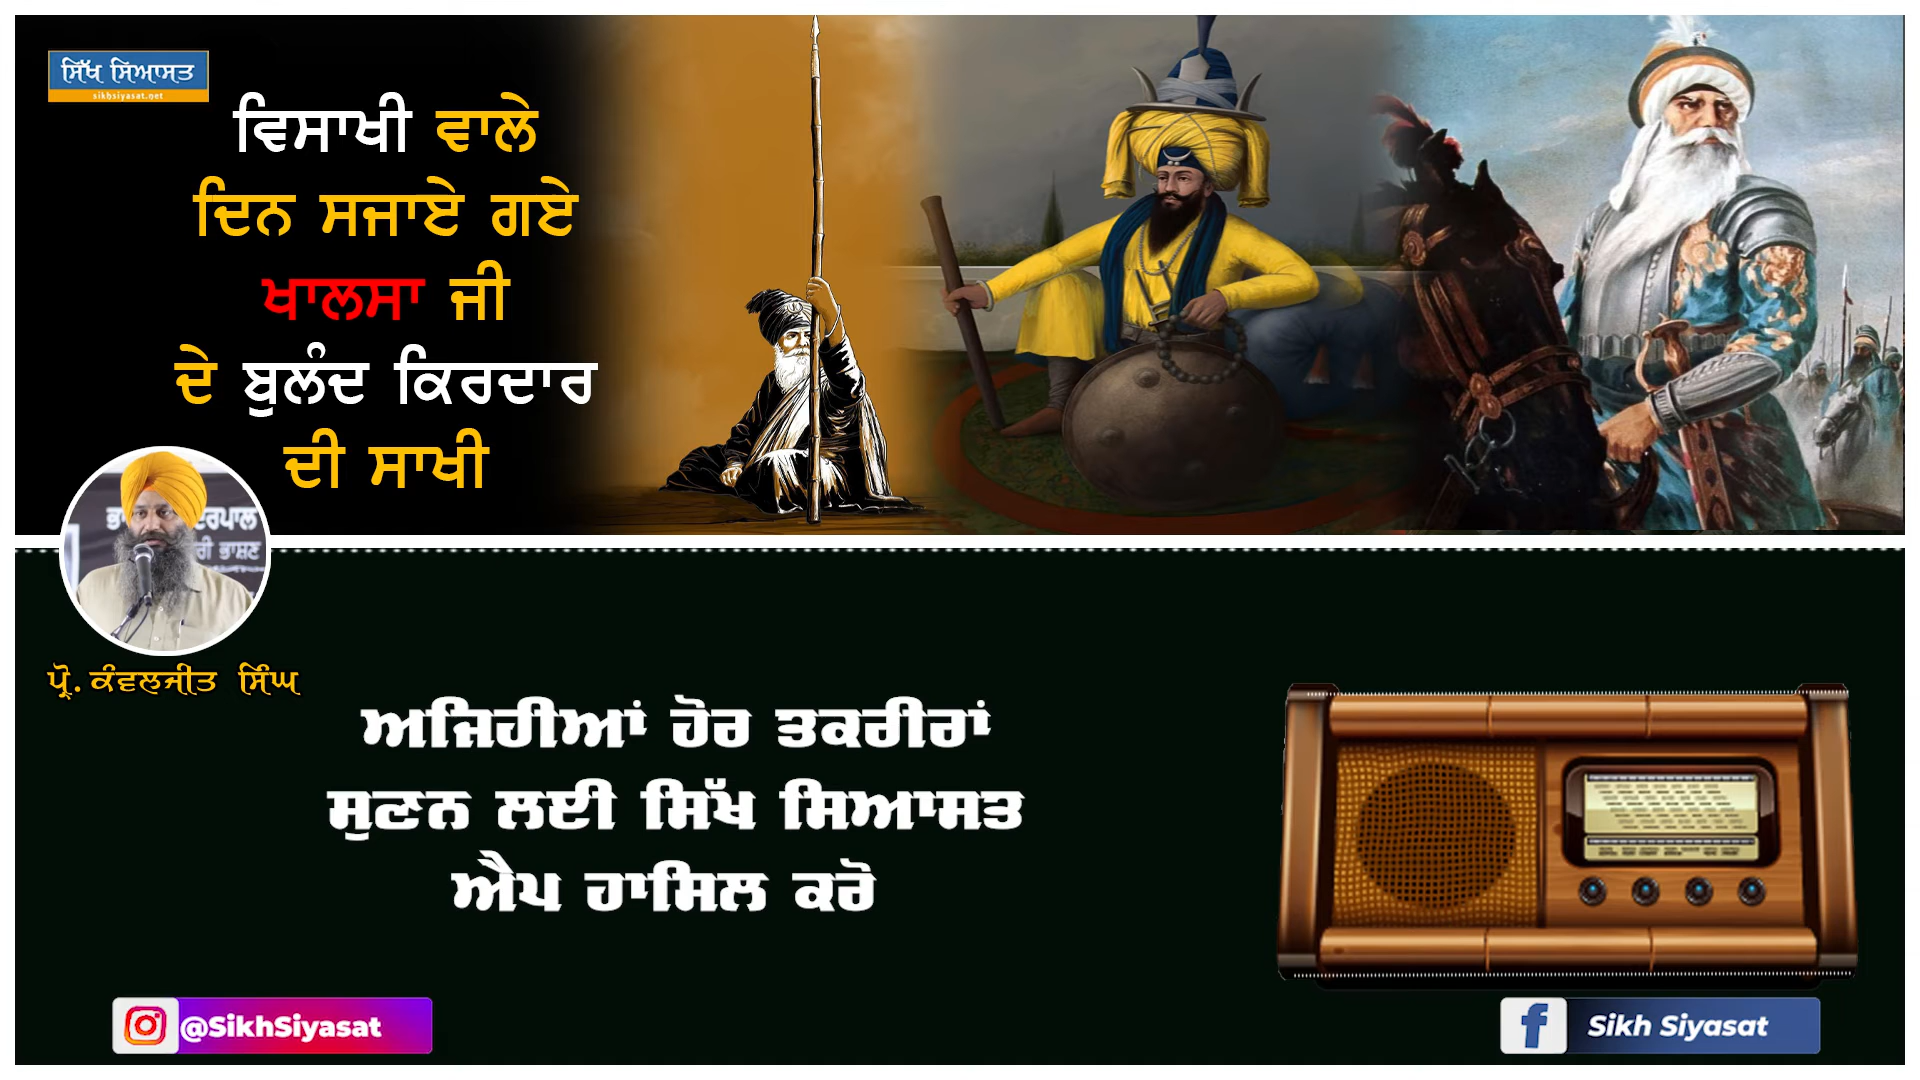 ਸਿੱਖ ਸਿਆਸਤ
sikhsiyasat.net
ਵਿਸਾਖੀ ਵਾਲੇ
ਦਿਨ ਸਜਾਏ ਗਏ
ਖਾਲਸਾ ਜੀ
ਦੇ ਬੁਲੰਦ ਕਿਰਦਾਰ
ਦੀ ਸਾਖੀ
ਰੀ ਭਾਸ਼ਣ
ਪ੍ਰੋ. ਕੰਵਲਜੀਤ ਸਿੰਘ
ਅਜਿਹੀਆਂ ਹੋਰ ਤਕਰੀਰਾਂ
ਸੁਣਨ ਲਈ ਸਿੱਖ ਸਿਆਸਤ
ਐਪ ਹਾਸਿਲ ਕਰੋ
@SikhSiyasat
Sikh Siyasat